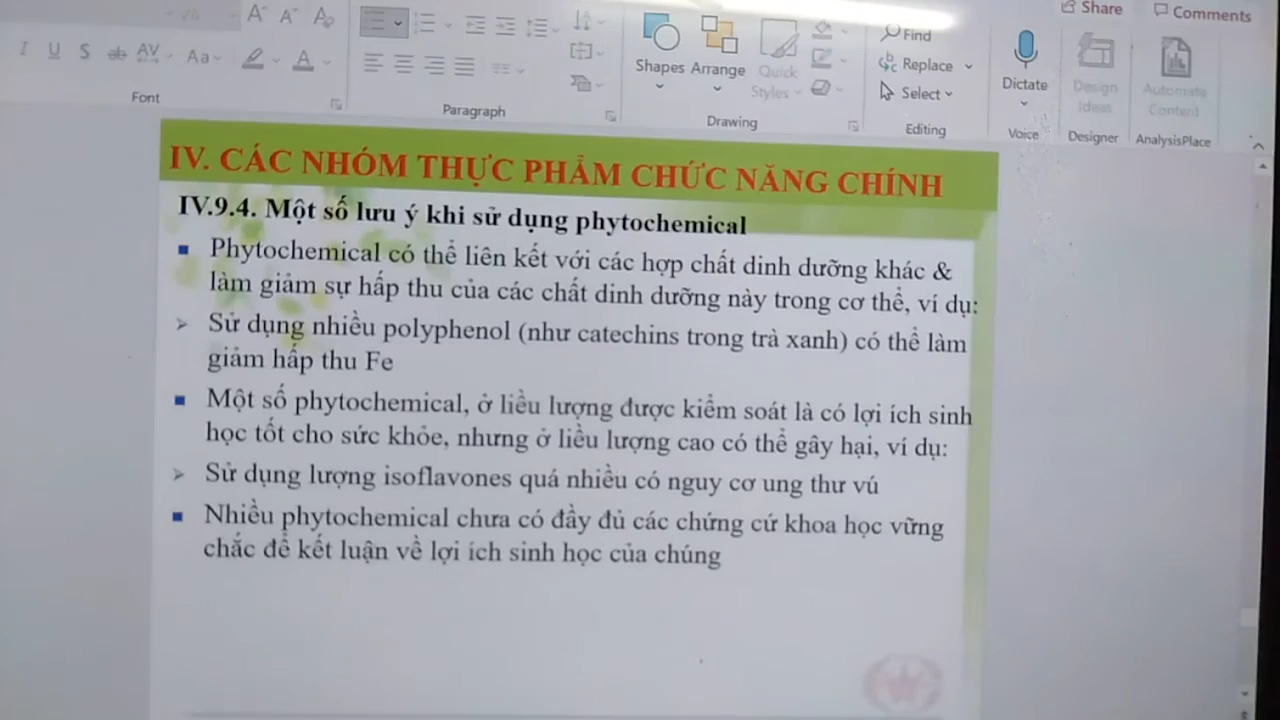 Share
Comments
Find
Replace
Select
Shapes
Arrange
Quick
Styles
Dictate
Design
Ideas
Automate
Content
Font
Paragraph
Drawing
Editing
Voice
Designer
AnalysisPlace
IV. CÁC NHÓM THỰC PHẨM CHỨC NĂNG CHÍNH
IV.9.4. Một số lưu ý khi sử dụng phytochemical
Phytochemical có thể liên kết với các hợp chất dinh dưỡng khác &
làm giảm sự hấp thu của các chất dinh dưỡng này trong cơ thể, ví dụ:
Sử dụng nhiều polyphenol (như catechins trong trà xanh) có thể làm
giảm hấp thu Fe
Một số phytochemical, ở liều lượng được kiểm soát là có lợi ích sinh
học tốt cho sức khỏe, nhưng ở liều lượng cao có thể gây hại, ví dụ:
Sử dụng lượng isoflavones quá nhiều có nguy cơ ung thư vú
Nhiều phytochemical chưa có đầy đủ các chứng cứ khoa học vững
chắc để kết luận về lợi ích sinh học của chúng